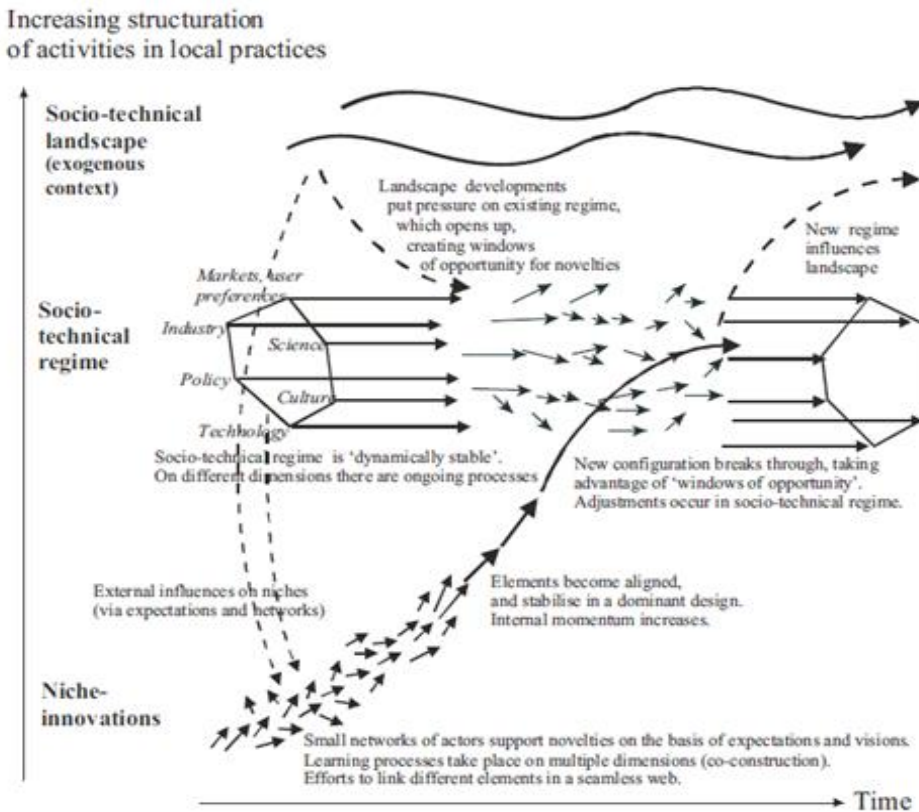 Increasing structuration
of activities in local practices
Socio-technical
landscape
(exogenous
context)
Landscape developments
put pressure on existing regime,
which opens up,
creating windows
of opportunity for novelties
New regime
influences
landscape
Markets, user
preferences
Socio-
technical
regime
Industry
Science
Policy
Culture
Technology
Socio-technical regime is ‘dynamically stable’.
On different dimensions there are ongoing processes
New configuration breaks through, taking
advantage of ‘windows of opportunity’.
Adjustments occur in socio-technical regime.
External influences on niches
(via expectations and networks)
Elements become aligned,
and stabilise in a dominant design.
Internal momentum increases.
Niche-
innovations
Small networks of actors support novelties on the basis of expectations and visions.
Learning processes take place on multiple dimensions (co-construction).
Efforts to link different elements in a seamless web.
Time